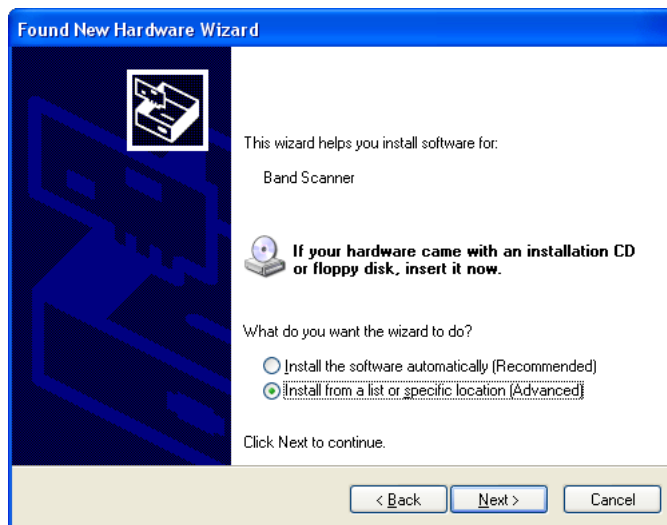 Found New Hardware Wizard
This wizard helps you install software for:
Band Scanner
If your hardware came with an installation CD
or floppy disk, insert it now.
What do you want the wizard to do?
Install the software automatically (Recommended)
Install from a list or specific location (Advanced)
Click Next to continue.
< Back
Next >
Cancel